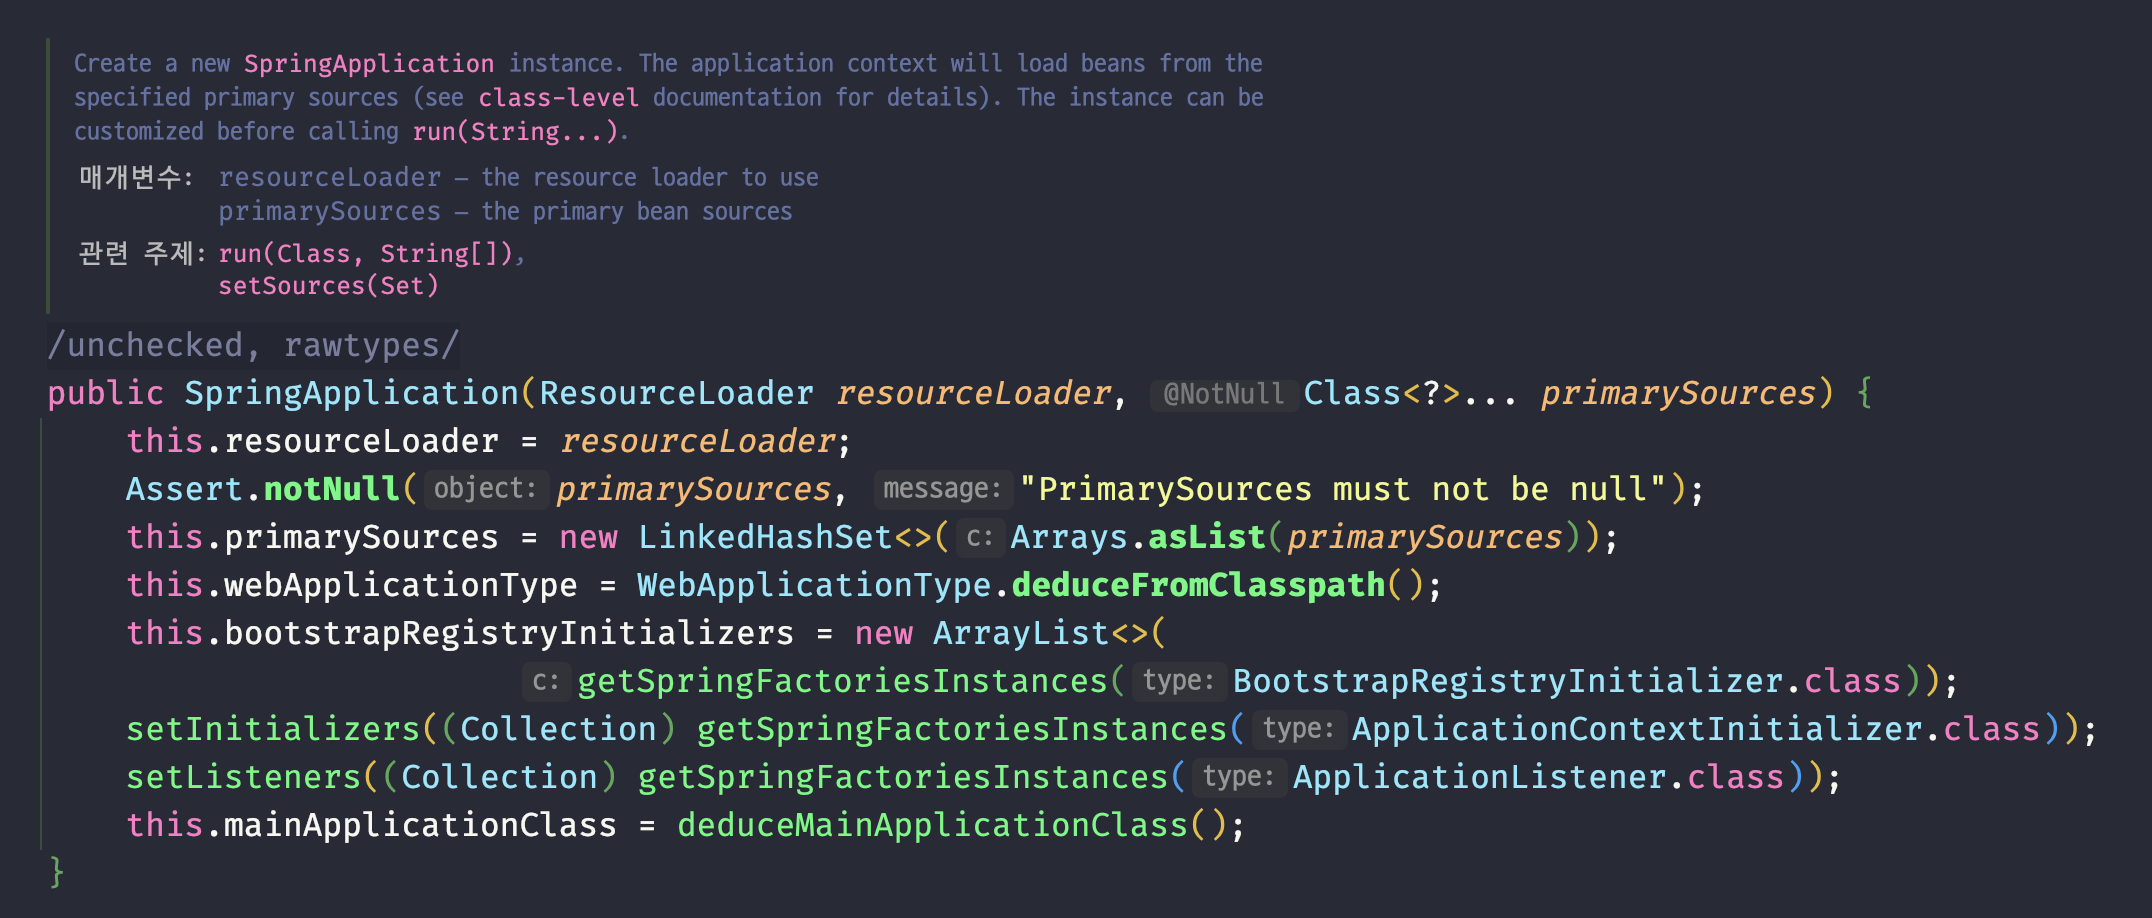 Create a new SpringApplication instance. The application context will load beans from the
specified primary sources (see class-level documentation for details). The instance can be
customized before calling run(String...).
매개변수: resourceLoader – the resource loader to use
primarySources – the primary bean sources
관련 주제: run(Class, String[]),
setSources(Set)
/unchecked, rawtypes/
public SpringApplication(ResourceLoader resourceLoader, @NotNull Class<?>... primarySources) {
this.resourceLoader = resourceLoader;
Assert.notNull( object: primarySources, message: "PrimarySources must not be null");
this.primarySources = new LinkedHashSet<>( c: Arrays.asList(primarySources));
this.webApplicationType = WebApplicationType.deduceFromClasspath();
this.bootstrapRegistryInitializers = new ArrayList<>(
c: getSpringFactoriesInstances( type: BootstrapRegistryInitializer.class));
setInitializers((Collection) getSpringFactoriesInstances( type: ApplicationContextInitializer.class));
setListeners((Collection) getSpringFactoriesInstances( type: ApplicationListener.class));
this.mainApplicationClass = deduceMainApplicationClass();
}